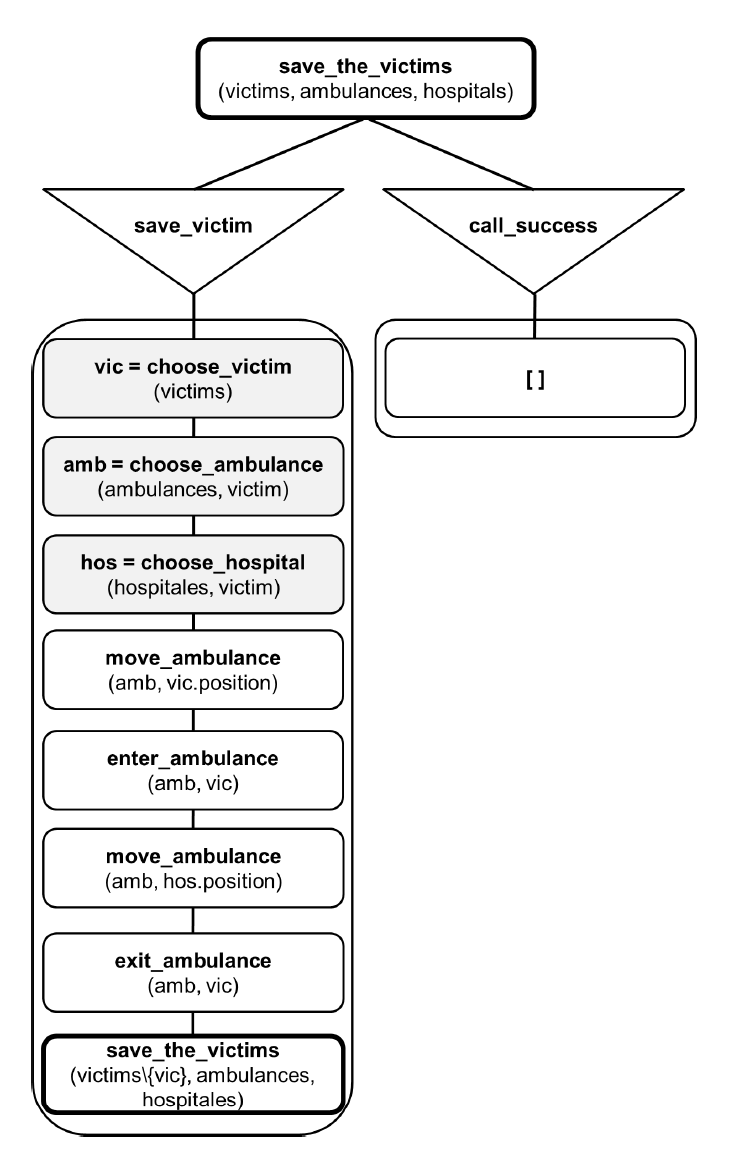 save_the_victims
(victims, ambulances, hospitals)
save_victim
call_success
vic = choose_victim
(victims)
[ ]
amb = choose_ambulance
(ambulances, victim)
hos = choose_hospital
(hospitales, victim)
move_ambulance
(amb, vic.position)
enter_ambulance
(amb, vic)
move_ambulance
(amb, hos.position)
exit_ambulance
(amb, vic)
save_the_victims
(victims\{vic}, ambulances,
hospitales)